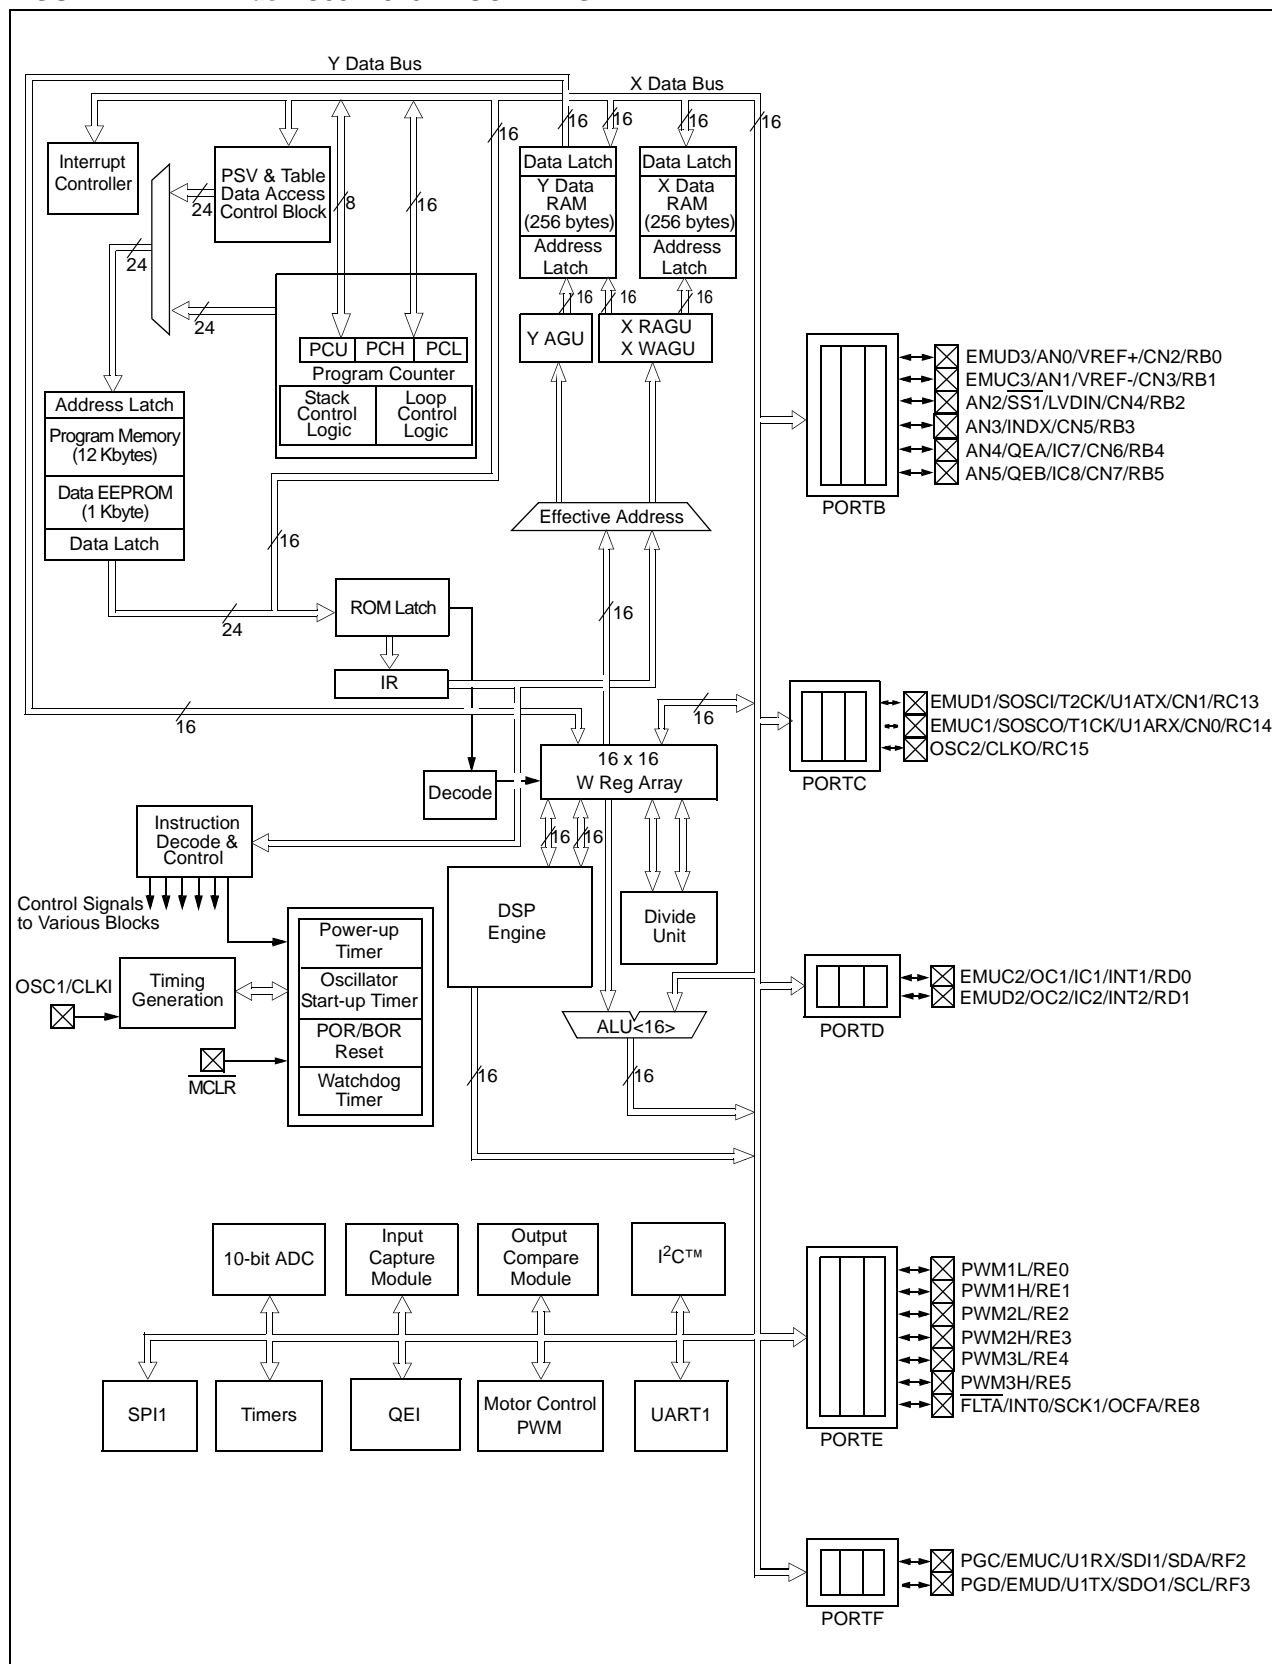 Y Data Bus
X Data Bus
16
16
16
16
16
Interrupt
Controller
PSV & Table
Data Access
Control Block
24
8
16
Data Latch
Y Data
RAM
(256 bytes)
Address
Latch
Data Latch
X Data
RAM
(256 bytes)
Address
Latch
24
24
16
16
16
Y AGU
X RAGU
X WAGU
PCU
PCH
PCL
Program Counter
Stack
Control
Logic
Loop
Control
Logic
Address Latch
Program Memory
(12 Kbytes)
Data EEPROM
(1 Kbyte)
Data Latch
Effective Address
16
24
ROM Latch
16
IR
16
16
16 x 16
W Reg Array
Decode
Instruction
Decode &
Control
16
16
Control Signals
to Various Blocks
DSP
Engine
Divide
Unit
Power-up
Timer
Oscillator
Start-up Timer
POR/BOR
Reset
Watchdog
Timer
OSC1/CLKI
Timing
Generation
MCLR
ALU<16>
16
16
10-bit ADC
Input
Capture
Module
Output
Compare
Module
I²C™
SPI1
Timers
QEI
Motor Control
PWM
UART1
EMUD3/AN0/VREF+/CN2/RB0
EMUC3/AN1/VREF-/CN3/RB1
AN2/SS1/LVDIN/CN4/RB2
AN3/INDX/CN5/RB3
AN4/QEA/IC7/CN6/RB4
AN5/QEB/IC8/CN7/RB5
PORTB
EMUD1/SOSCI/T2CK/U1ATX/CN1/RC13
EMUC1/SOSCO/T1CK/U1ARX/CN0/RC14
OSC2/CLKO/RC15
PORTC
EMUC2/OC1/IC1/INT1/RD0
EMUD2/OC2/IC2/INT2/RD1
PORTD
PWM1L/RE0
PWM1H/RE1
PWM2L/RE2
PWM2H/RE3
PWM3L/RE4
PWM3H/RE5
FLTA/INT0/SCK1/OCFA/RE8
PORTE
PGC/EMUC/U1RX/SDI1/SDA/RF2
PGD/EMUD/U1TX/SDO1/SCL/RF3
PORTF